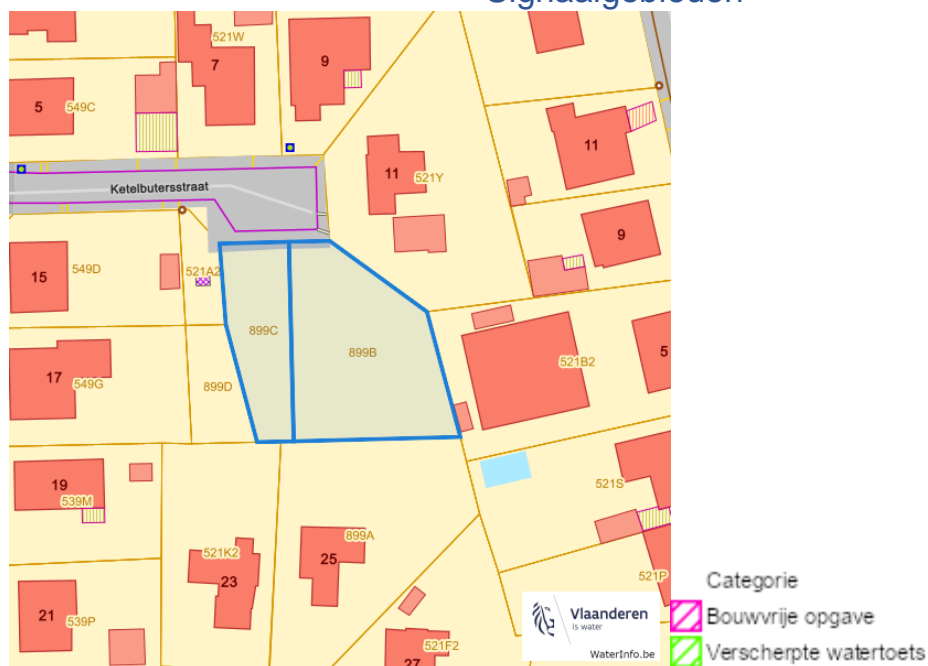 Signaalgebieden
521W
7
9
5
549C
11
521Y
11
Ketelbutersstraat
9
15
549D
521A2
899C
899B
521B2
5
17
549G
899D
19
539M
521S
899A
521K2
25
23
521P
21
539P
521F2
27
Vlaanderen
is water
WaterInfo.be
Categorie
Bouwvrije opgave
Verscherpte watertoets